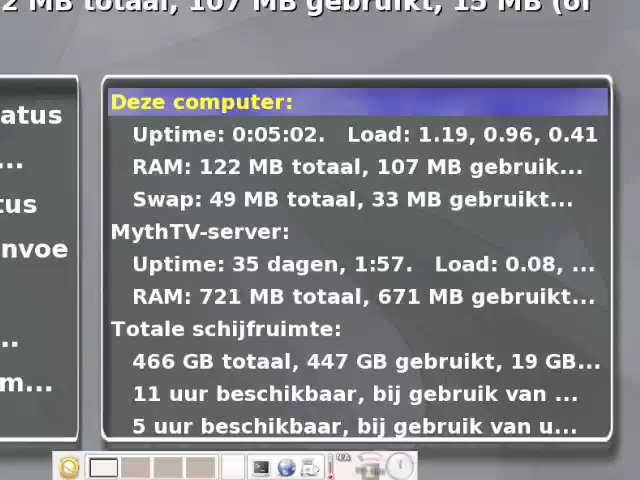 2 MB totaal, 107 MB gebruikt, 15 MB (of
atus
...
tus
nvoe
..
m...
Deze computer:
Uptime: 0:05:02. Load: 1.19, 0.96, 0.41
RAM: 122 MB totaal, 107 MB gebruik...
Swap: 49 MB totaal, 33 MB gebruikt...
MythTV-server:
Uptime: 35 dagen, 1:57. Load: 0.08, ...
RAM: 721 MB totaal, 671 MB gebruikt...
Totale schijfruimte:
466 GB totaal, 447 GB gebruikt, 19 GB...
11 uur beschikbaar, bij gebruik van ...
5 uur beschikbaar, bij gebruik van u...
N/A